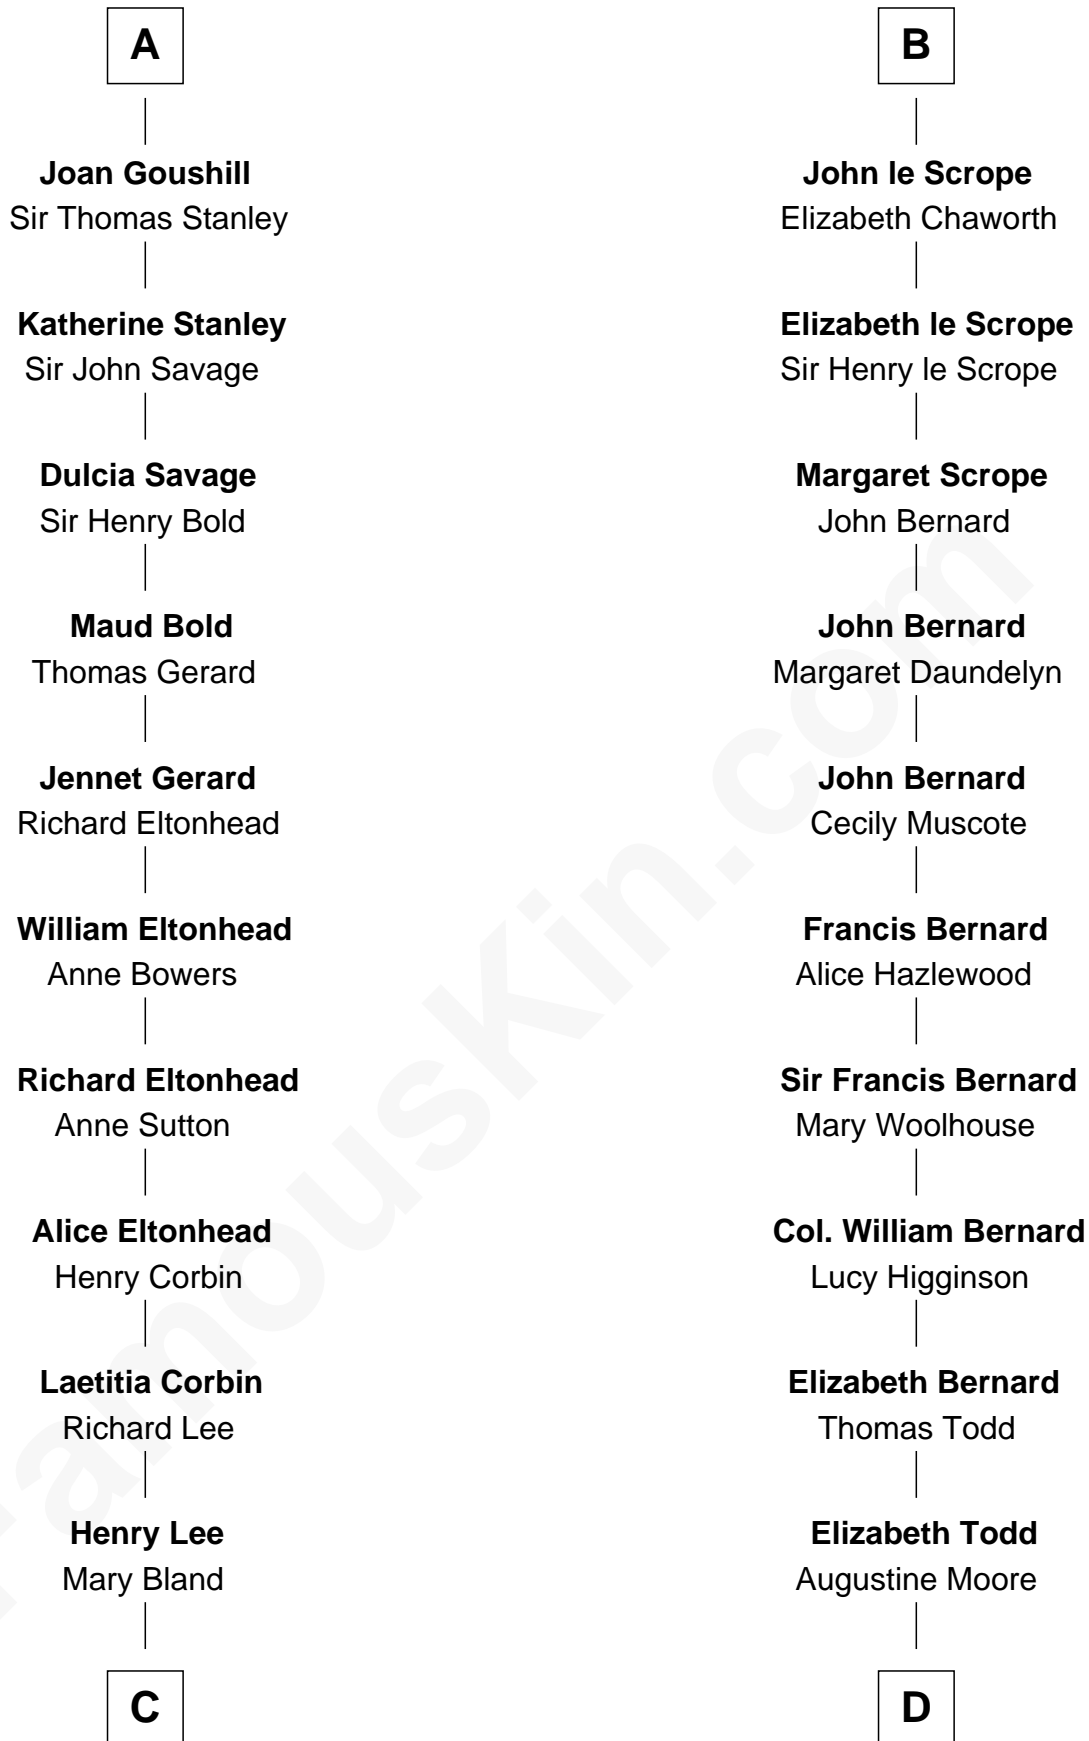 A
Joan Goushill
Sir Thomas Stanley
Katherine Stanley
Sir John Savage
Dulcia Savage
Sir Henry Bold
Maud Bold
Thomas Gerard
Jennet Gerard
Richard Eltonhead
William Eltonhead
Anne Bowers
Richard Eltonhead
Anne Sutton
Alice Eltonhead
Henry Corbin
Laetitia Corbin
Richard Lee
Henry Lee
Mary Bland
C
B
John le Scrope
Elizabeth Chaworth
Elizabeth le Scrope
Sir Henry le Scrope
Margaret Scrope
John Bernard
John Bernard
Margaret Daundelyn
John Bernard
Cecily Muscote
Francis Bernard
Alice Hazlewood
Sir Francis Bernard
Mary Woolhouse
Col. William Bernard
Lucy Higginson
Elizabeth Bernard
Thomas Todd
Elizabeth Todd
Augustine Moore
D
FamousKin.com